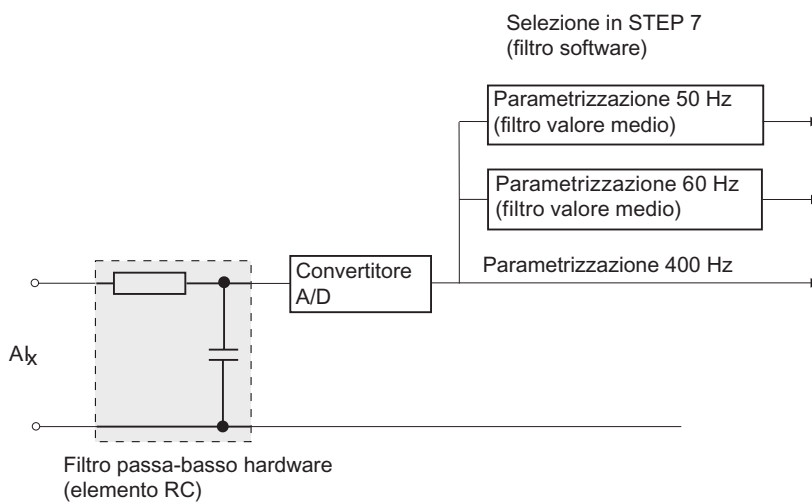 Selezione in STEP 7
(filtro software)
Parametrizzazione 50 Hz
(filtro valore medio)
Parametrizzazione 60 Hz
(filtro valore medio)
Parametrizzazione 400 Hz
Convertitore
A/D
AIx
Filtro passa-basso hardware
(elemento RC)